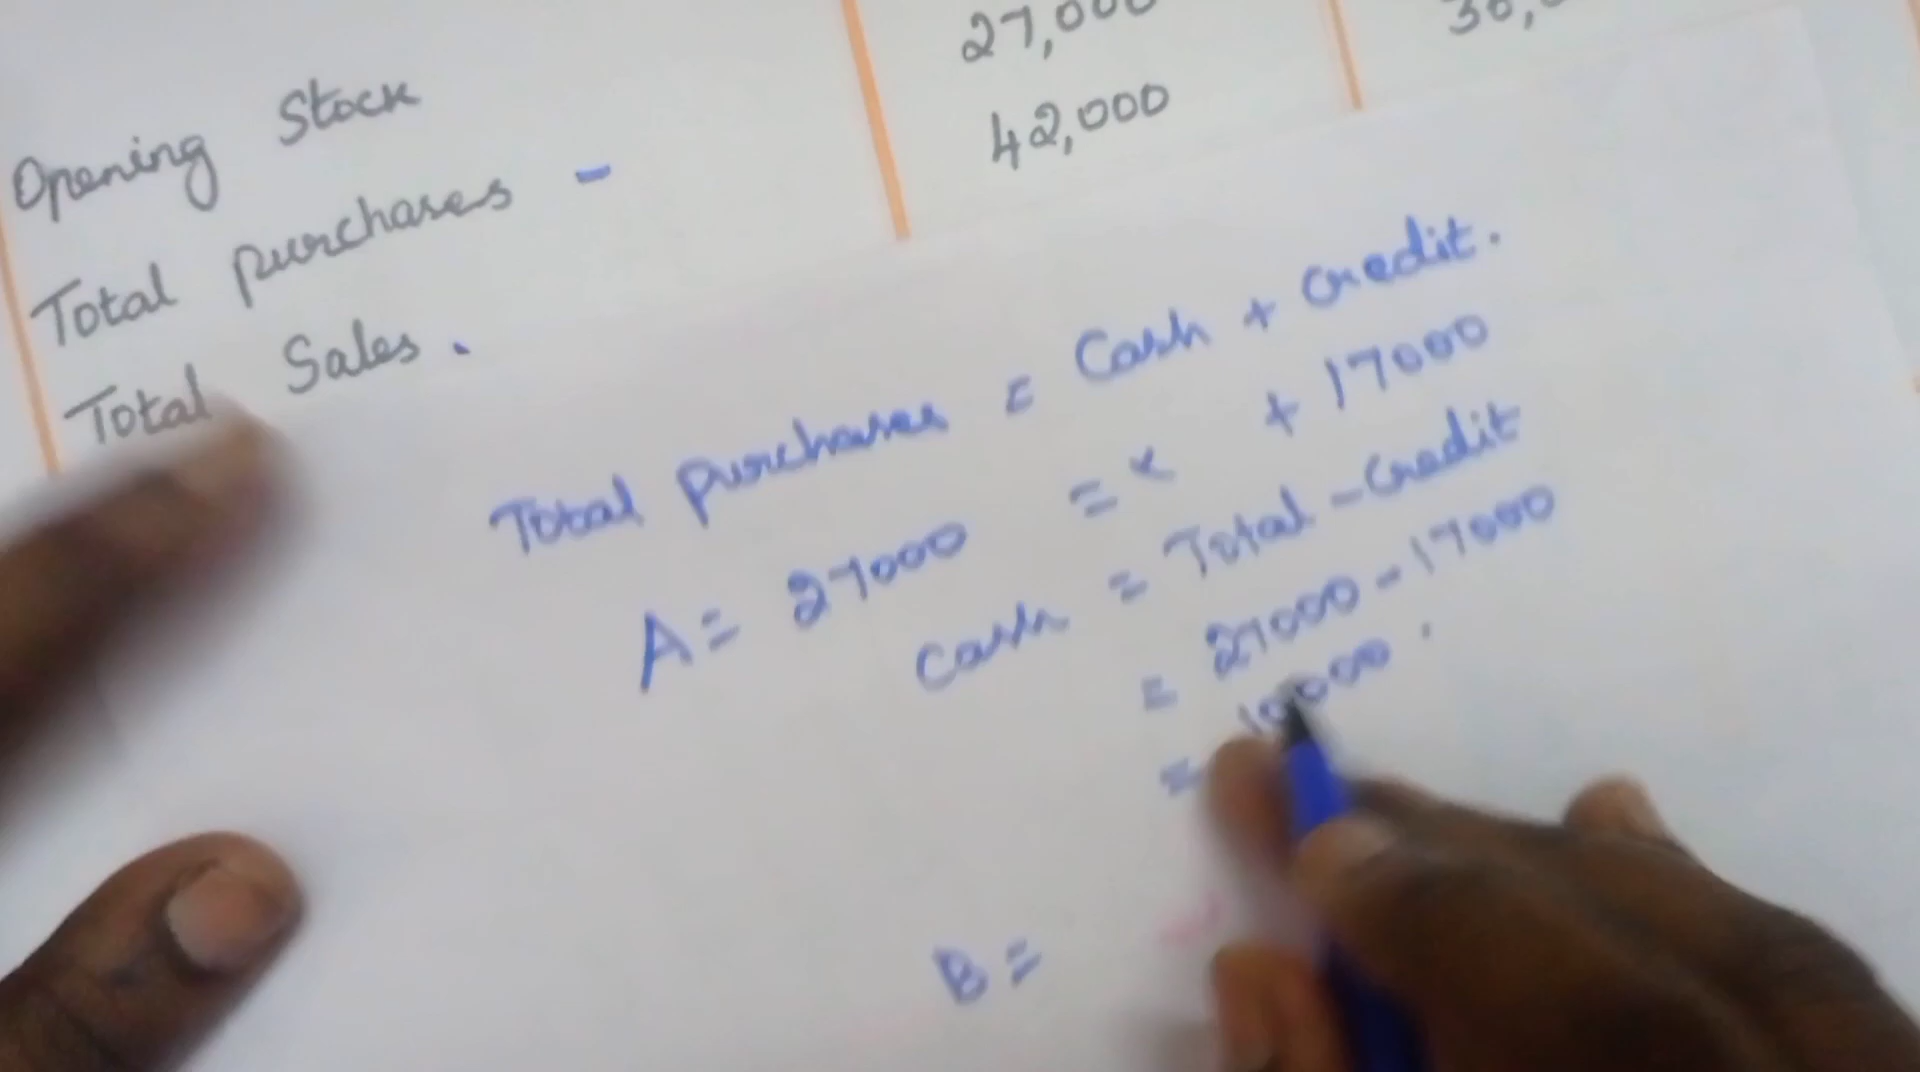 27,000
Opening Stock 42,000
Total purchases -
Total Sales.
Total purchases = Cash + Credit.
A = 27000 = x + 17000
Cash = Total - Credit
= 27000 - 17000
= 10000.
B =